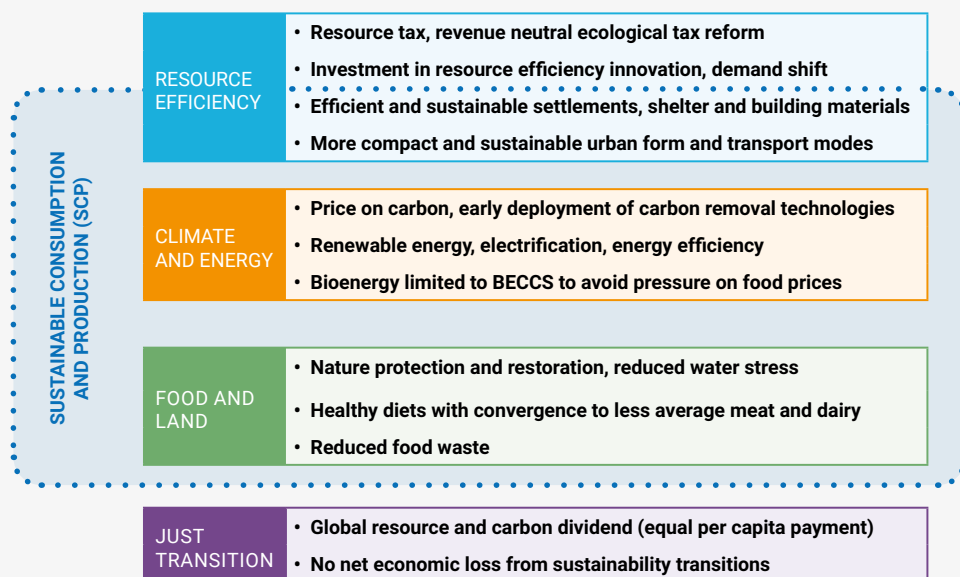 SUSTAINABLE CONSUMPTION
AND PRODUCTION (SCP)
RESOURCE
EFFICIENCY
• Resource tax, revenue neutral ecological tax reform
• Investment in resource efficiency innovation, demand shift
• Efficient and sustainable settlements, shelter and building materials
• More compact and sustainable urban form and transport modes
CLIMATE
AND ENERGY
• Price on carbon, early deployment of carbon removal technologies
• Renewable energy, electrification, energy efficiency
• Bioenergy limited to BECCS to avoid pressure on food prices
FOOD AND
LAND
• Nature protection and restoration, reduced water stress
• Healthy diets with convergence to less average meat and dairy
• Reduced food waste
JUST
TRANSITION
• Global resource and carbon dividend (equal per capita payment)
• No net economic loss from sustainability transitions